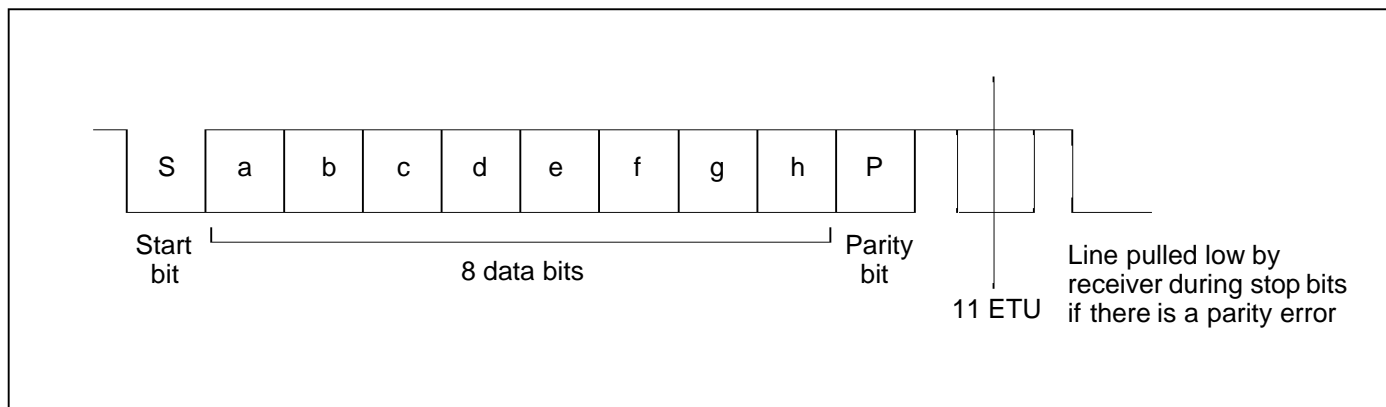 S a b c d e f g h P
Start
bit
8 data bits
Parity
bit
11 ETU
Line pulled low by
receiver during stop bits
if there is a parity error